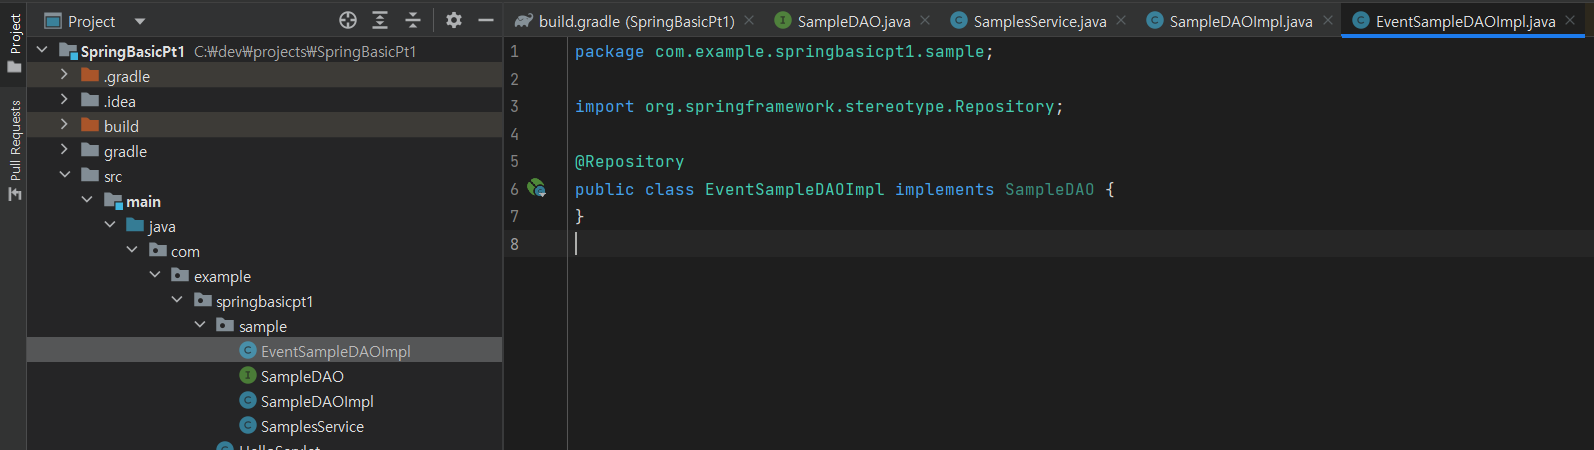 Project
Pull Requests
Project
SpringBasicPt1 C:₩dev₩projects₩SpringBasicPt1
.gradle
.idea
build
gradle
src
main
java
com
example
springbasicpt1
sample
EventSampleDAOImpl
SampleDAO
SampleDAOImpl
SamplesService
HelloServlet
build.gradle (SpringBasicPt1) SampleDAO.java SamplesService.java SampleDAOImpl.java EventSampleDAOImpl.java
1 package com.example.springbasicpt1.sample;
2
3 import org.springframework.stereotype.Repository;
4
5 @Repository
6 public class EventSampleDAOImpl implements SampleDAO {
7 }
8